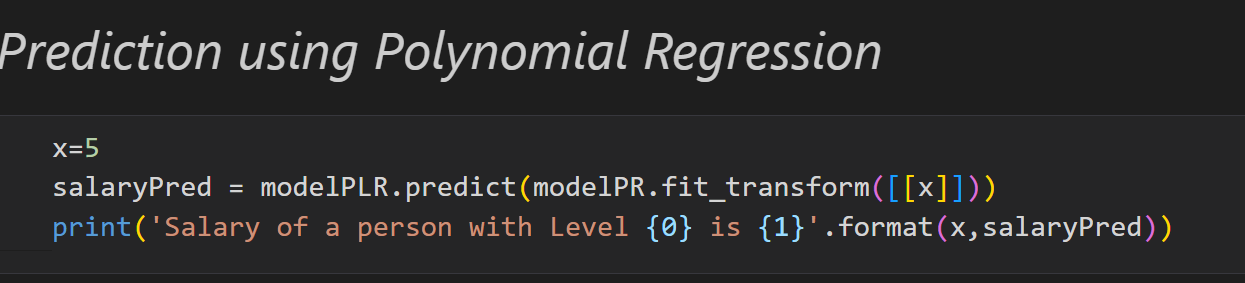 Prediction using Polynomial Regression
x=5
salaryPred = modelPLR.predict(modelPR.fit_transform([[x]]))
print('Salary of a person with Level {0} is {1}'.format(x,salaryPred))